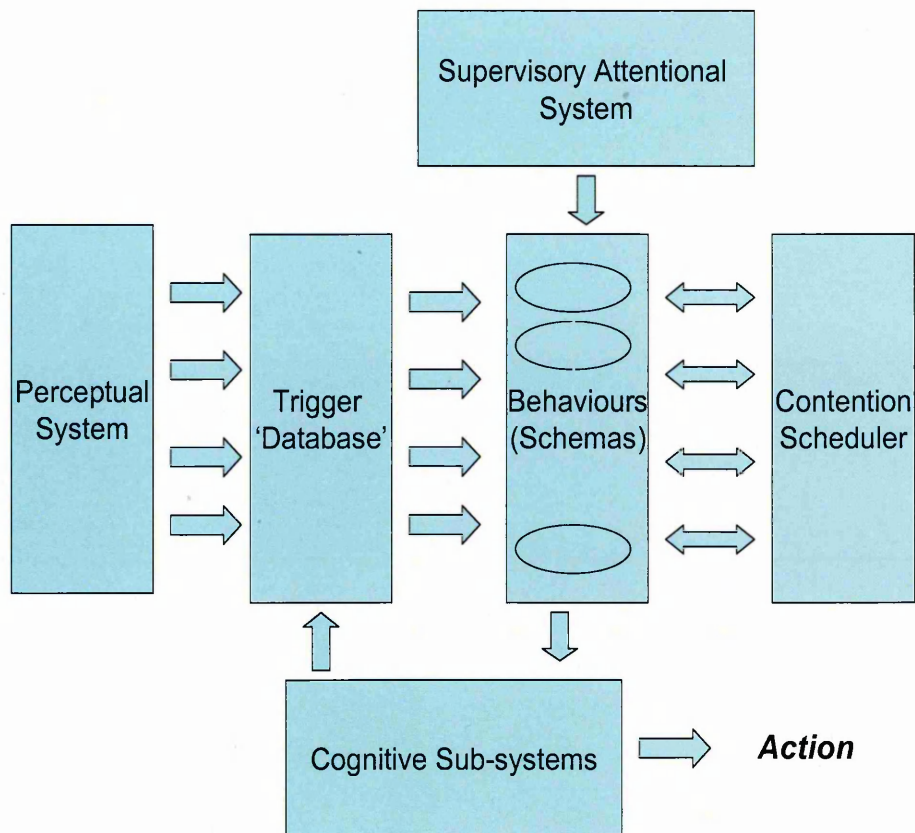 Supervisory Attentional
System
Perceptual
System
Trigger
‘Database’
Behaviours
(Schemas)
Contention
Scheduler
Cognitive Sub-systems
Action